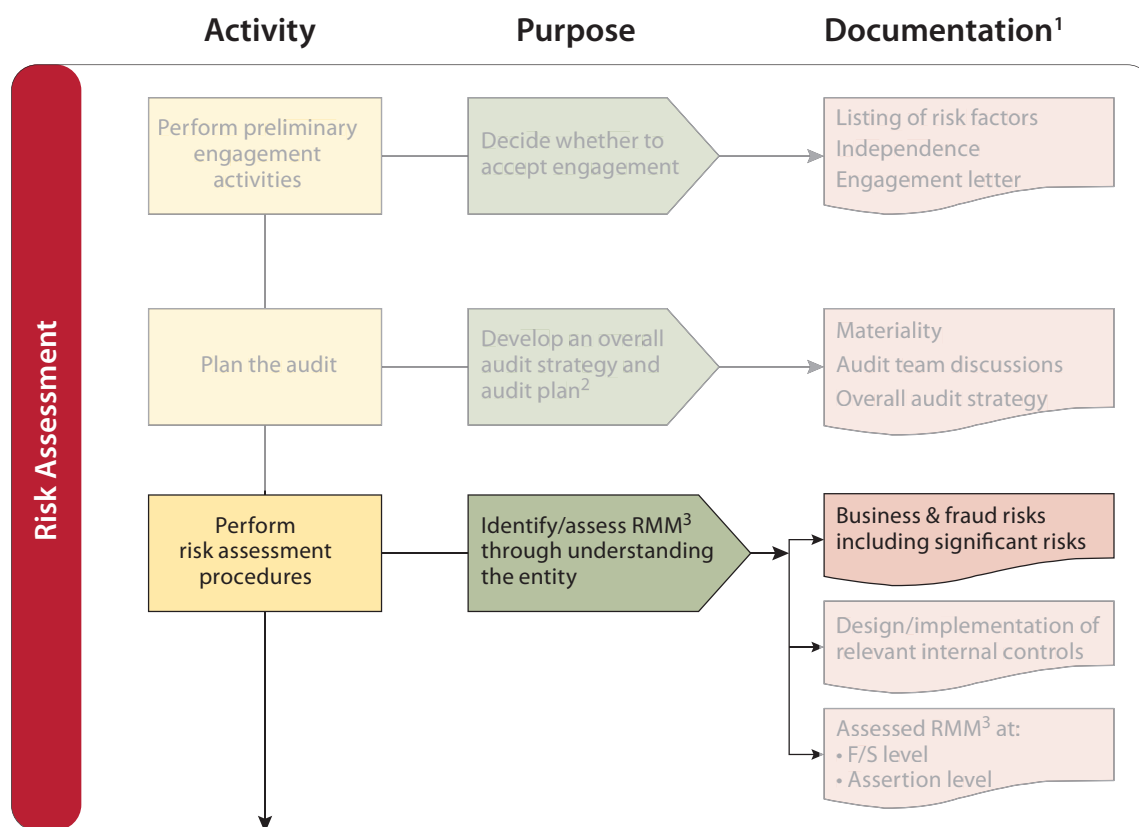 Activity
Purpose
Documentation¹
Risk Assessment
Perform preliminary
engagement
activities
Decide whether to
accept engagement
Listing of risk factors
Independence
Engagement letter
Plan the audit
Develop an overall
audit strategy and
audit plan²
Materiality
Audit team discussions
Overall audit strategy
Perform
risk assessment
procedures
Identify/assess RMM³
through understanding
the entity
Business & fraud risks
including significant risks
Design/implementation of
relevant internal controls
Assessed RMM³ at:
• F/S level
• Assertion level